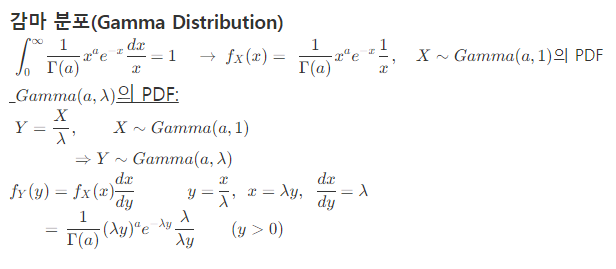 감마 분포(Gamma Distribution)
∫₀^∞ 1/Γ(a) x^a e^{-x} dx/x = 1 → f_X(x) = 1/Γ(a) x^a e^{-x} 1/x, X ~ Gamma(a, 1)의 PDF
_Gamma(a, λ)의 PDF:
Y = X/λ, X ~ Gamma(a, 1)
⇒ Y ~ Gamma(a, λ)
f_Y(y) = f_X(x) dx/dy y = x/λ, x = λy, dx/dy = λ
= 1/Γ(a) (λy)^a e^{-λy} λ/λy (y > 0)